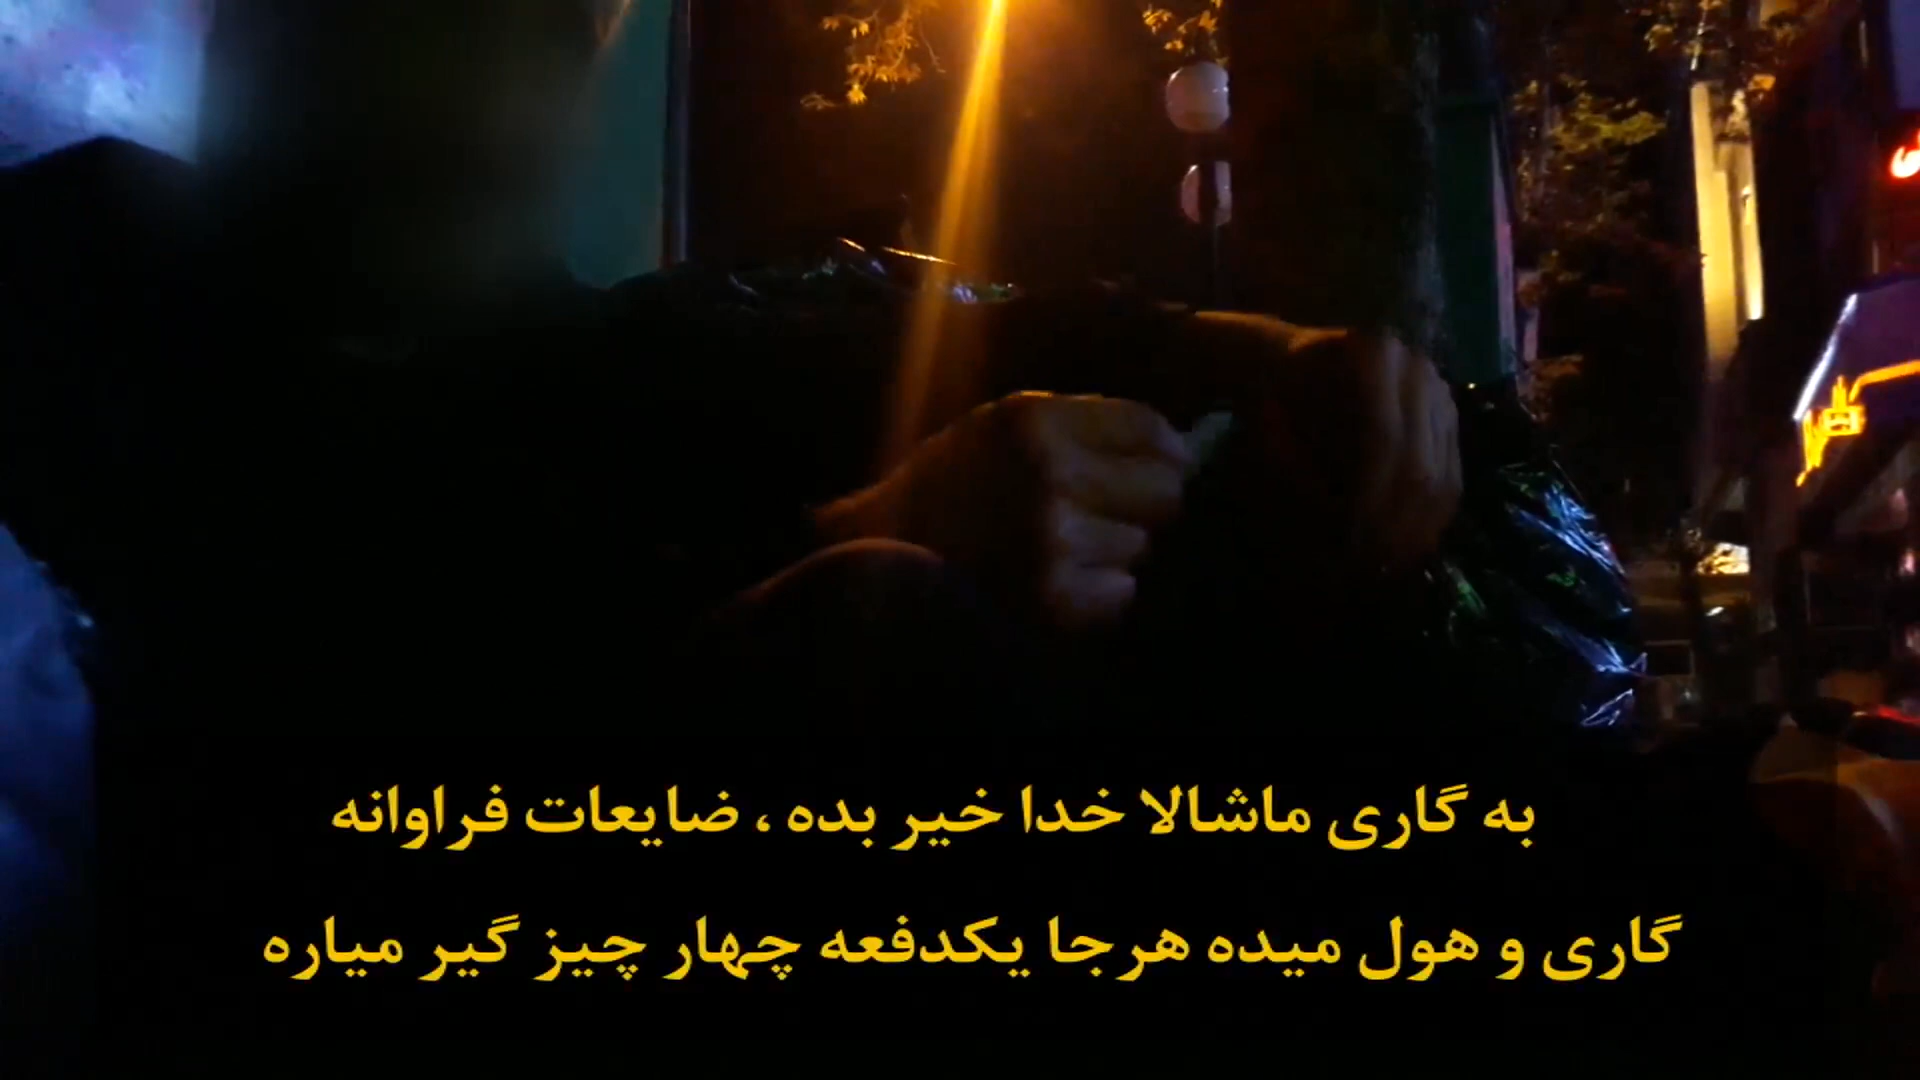 به گاری ماشالا خدا خیر بده ، ضایعات فراوانه
گاری و هول میده هرجا یکدفعه چهار چیز گیر میاره